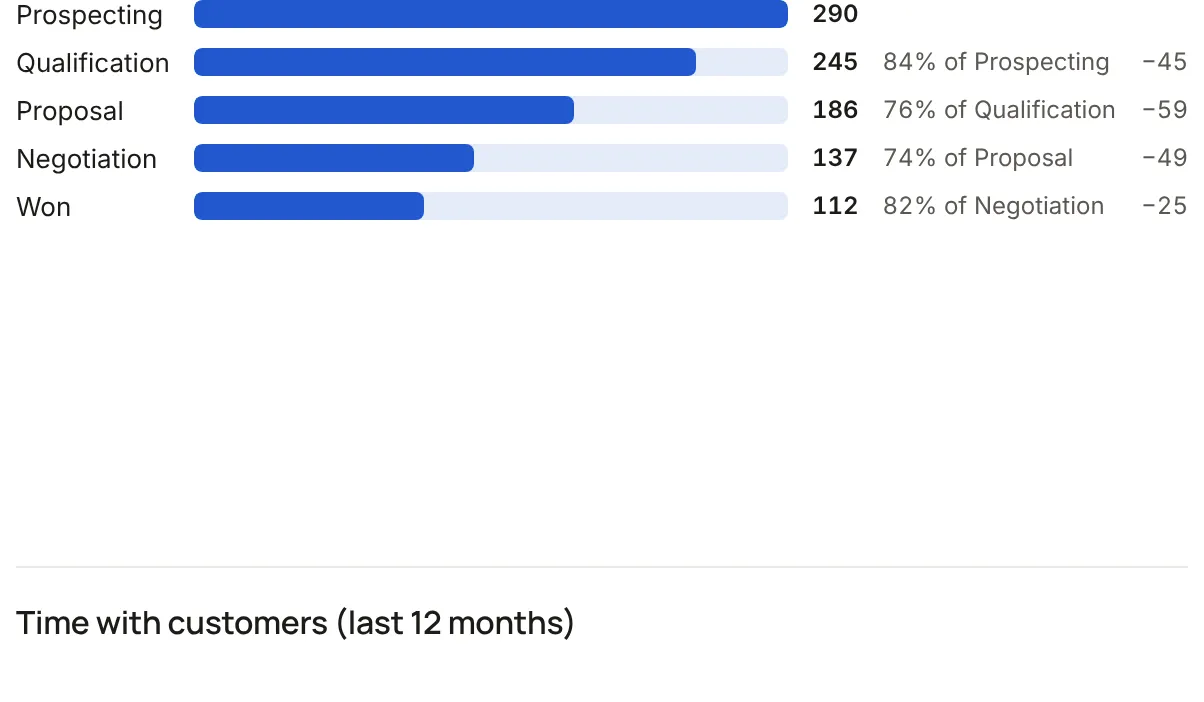 Prospecting 290
Qualification 245 84% of Prospecting −45
Proposal 186 76% of Qualification −59
Negotiation 137 74% of Proposal −49
Won 112 82% of Negotiation −25
Time with customers (last 12 months)